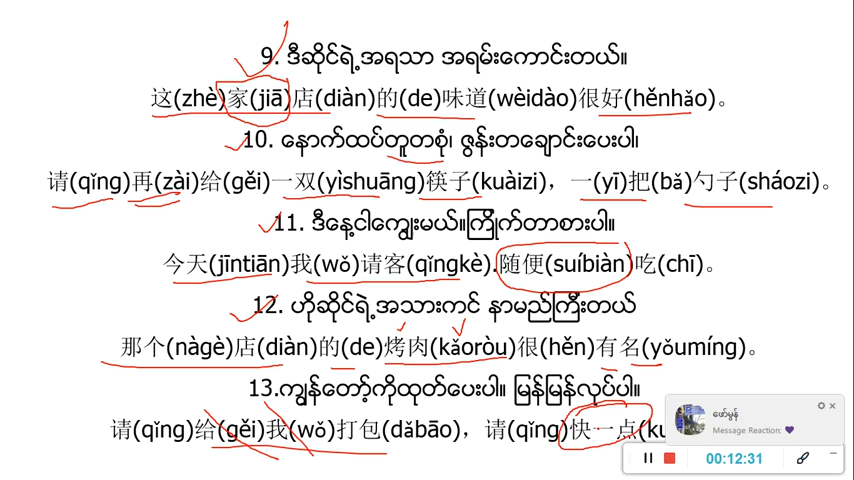 9. ဒီဆိုင်ရဲ့အရသာ အရမ်းကောင်းတယ်။
这(zhè)家(jiā)店(diàn)的(de)味道(wèidào)很好(hěnhǎo)。
10. နောက်ထပ်တူတစုံ၊ ဇွန်းတချောင်းပေးပါ။
请(qǐng)再(zài)给(gěi)一双(yìshuāng)筷子(kuàizi)，一(yī)把(bǎ)勺子(sháozi)。
11. ဒီနေ့ငါကျွေးမယ်။ကြိုက်တာစားပါ။
今天(jīntiān)我(wǒ)请客(qǐngkè).随便(suíbiàn)吃(chī)。
12. ဟိုဆိုင်ရဲ့အသားကင် နာမည်ကြီးတယ်
那个(nàgè)店(diàn)的(de)烤肉(kǎoròu)很(hěn)有名(yǒumíng)。
13.ကျွန်တော့်ကိုထုတ်ပေးပါ။ မြန်မြန်လုပ်ပါ။
请(qǐng)给(gěi)我(wǒ)打包(dǎbāo)，请(qǐng)快一点(ku
ဖော်မွန်
Message Reaction: 💜
00:12:31